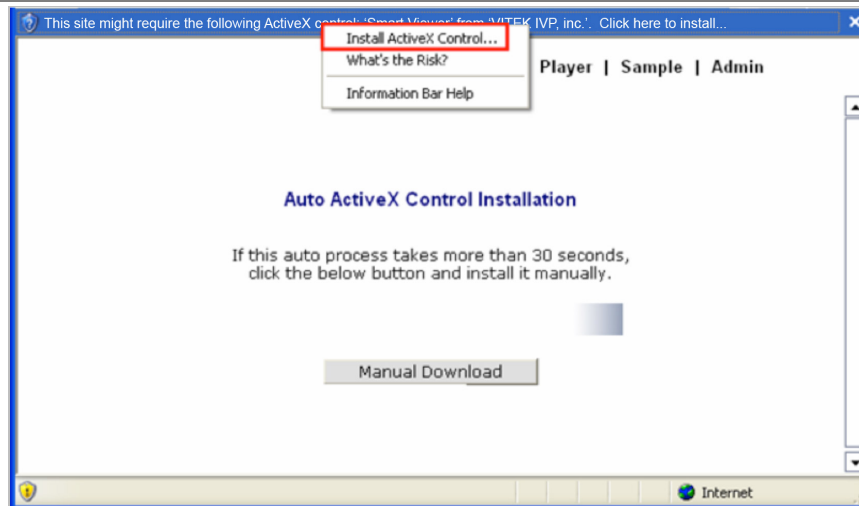 This site might require the following ActiveX control: 'Smart Viewer' from 'VITEK IVP, inc.'. Click here to install...
Install ActiveX Control...
What's the Risk?
Information Bar Help
Player | Sample | Admin
Auto ActiveX Control Installation
If this auto process takes more than 30 seconds,
click the below button and install it manually.
Manual Download
Internet